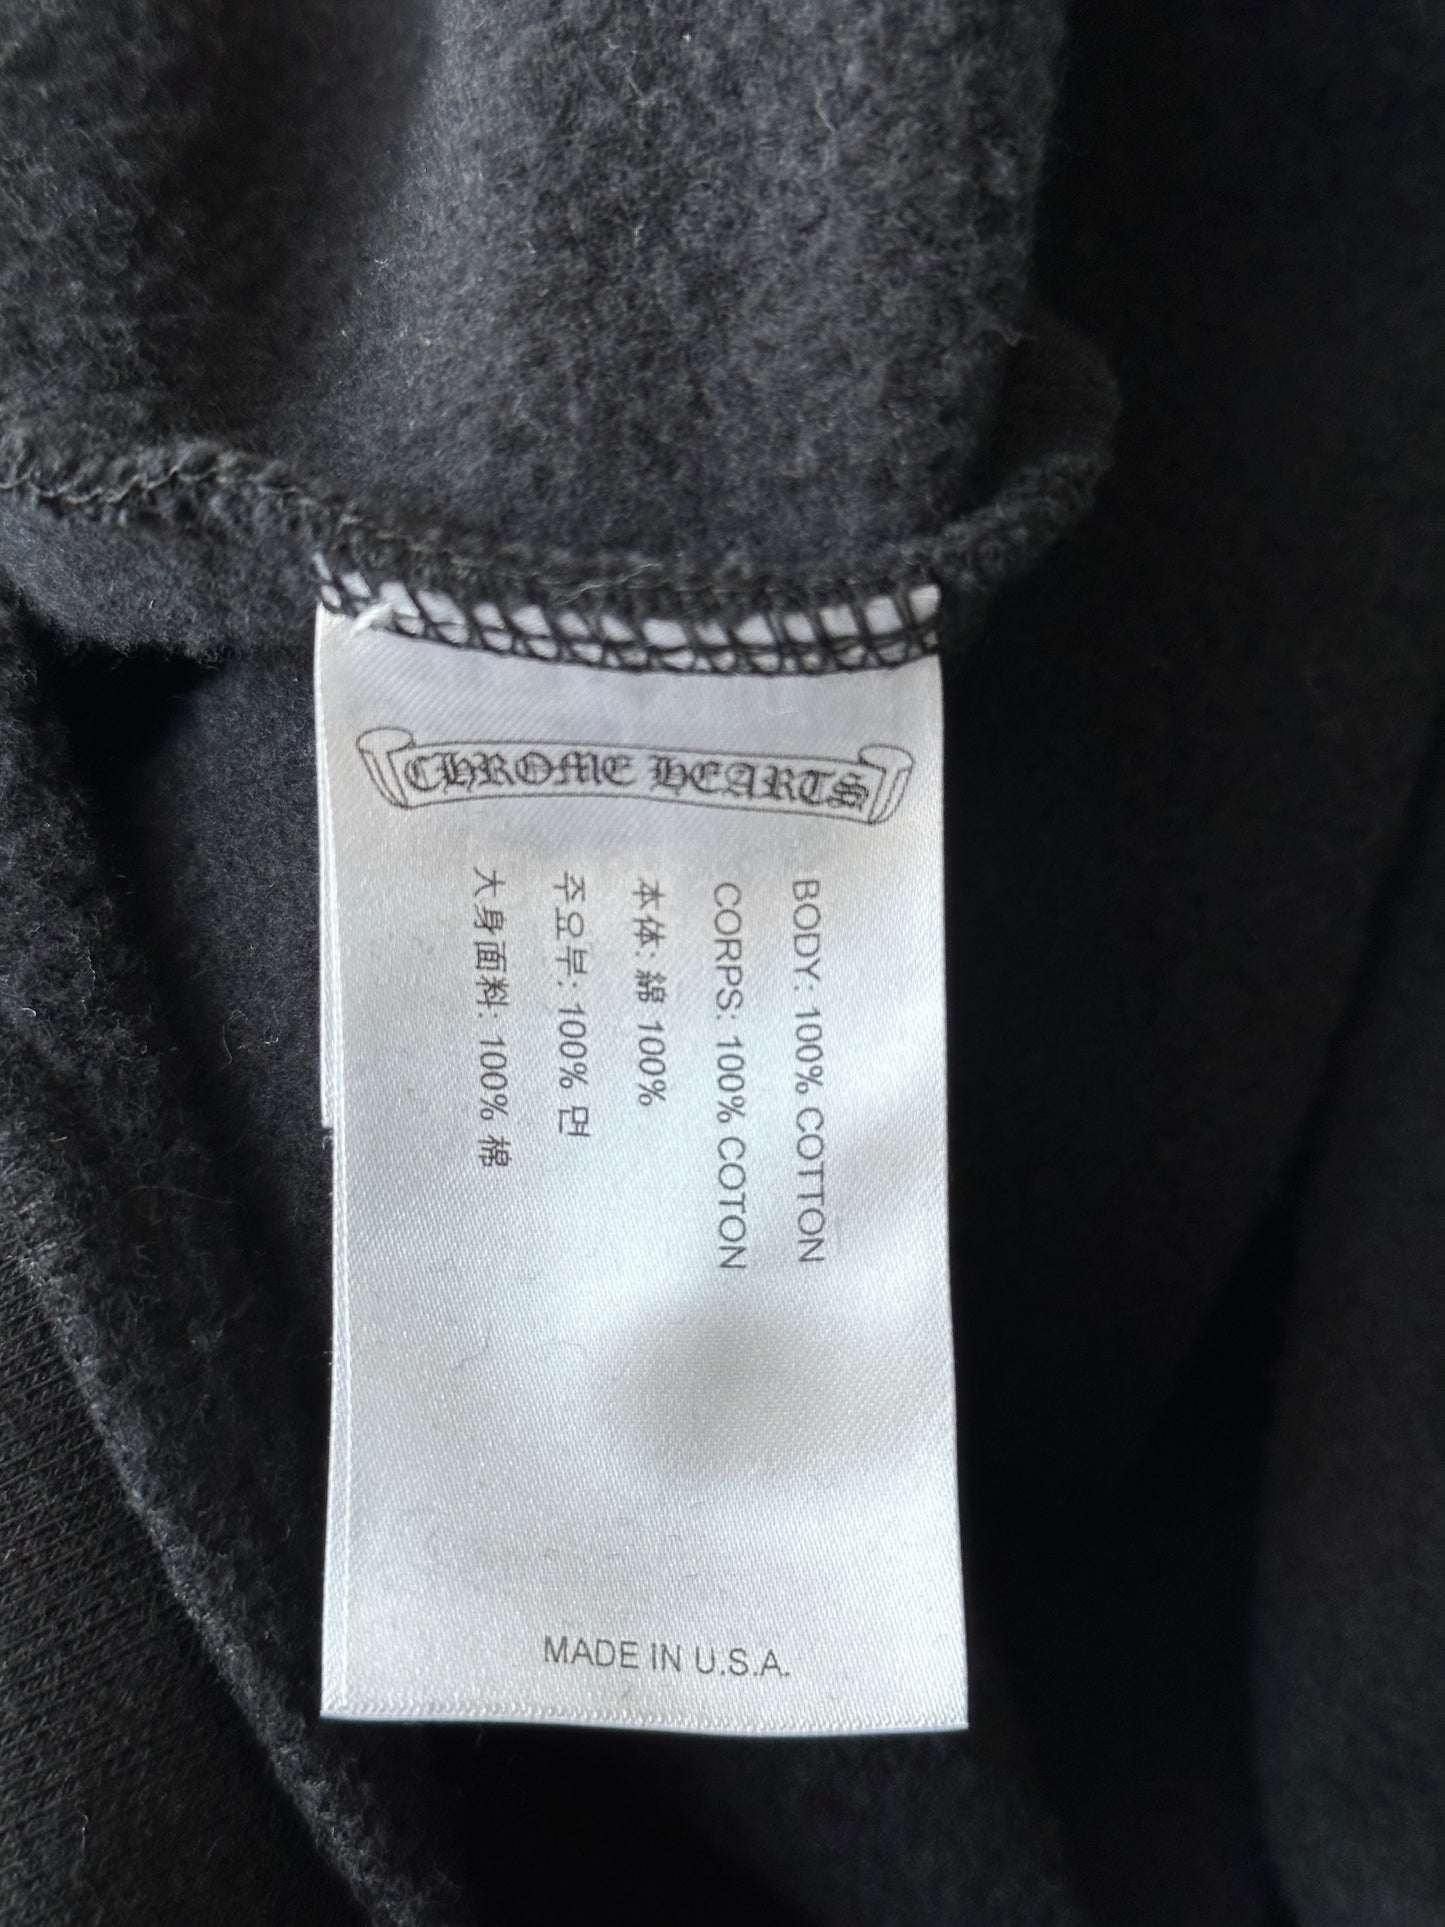 CHROME HEARTS
BODY: 100% COTTON
CORPS: 100% COTON
本体: 綿 100%
주요부: 100% 면
大身面料: 100% 棉
MADE IN U.S.A.